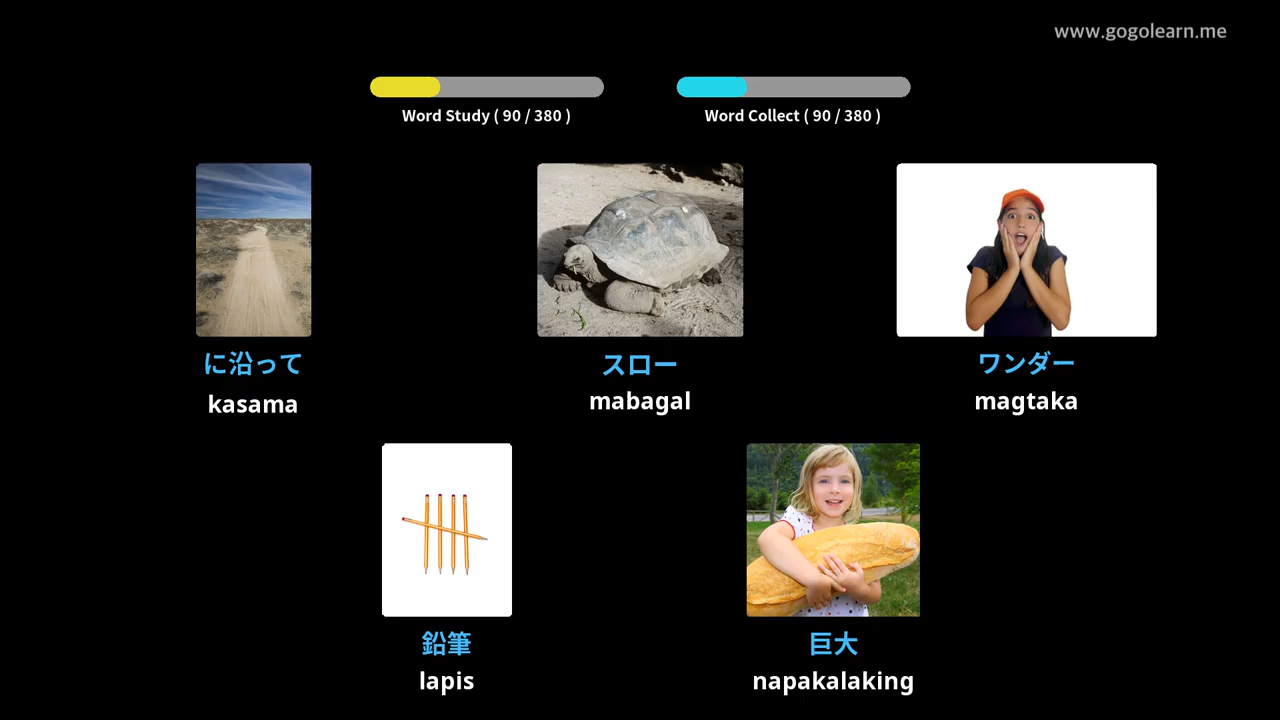 www.gogolearn.me
Word Study ( 90 / 380 )
Word Collect ( 90 / 380 )
に沿って
kasama
スロー
mabagal
ワンダー
magtaka
鉛筆
lapis
巨大
napakalaking